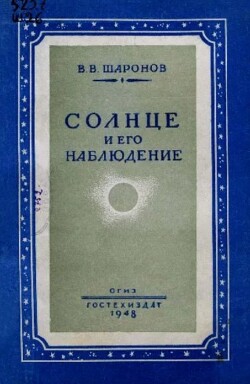 В. В. ШАРОНОВ
СОЛНЦЕ
И ЕГО
НАБЛЮДЕНИЕ
ОГИЗ
ГОСТЕХИЗДАТ
1948